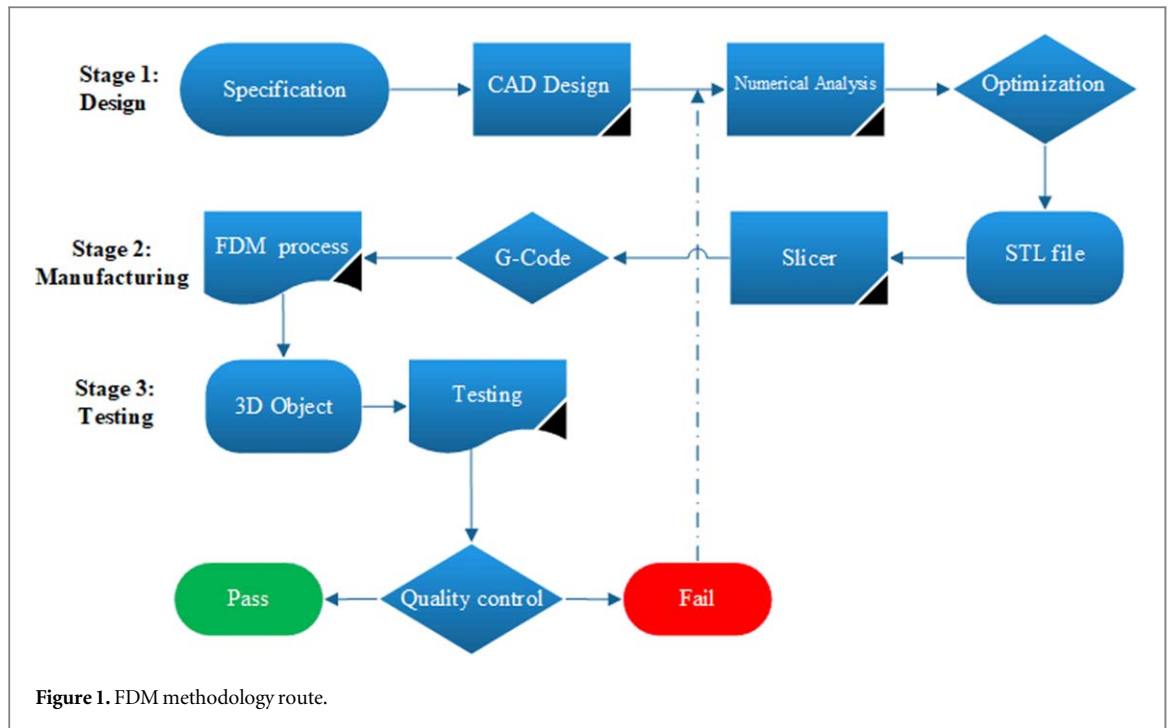 Stage 1:
Design
Specification
CAD Design
Numerical Analysis
Optimization
Stage 2:
Manufacturing
FDM process
G-Code
Slicer
STL file
Stage 3:
Testing
3D Object
Testing
Pass
Quality control
Fail
Figure 1. FDM methodology route.